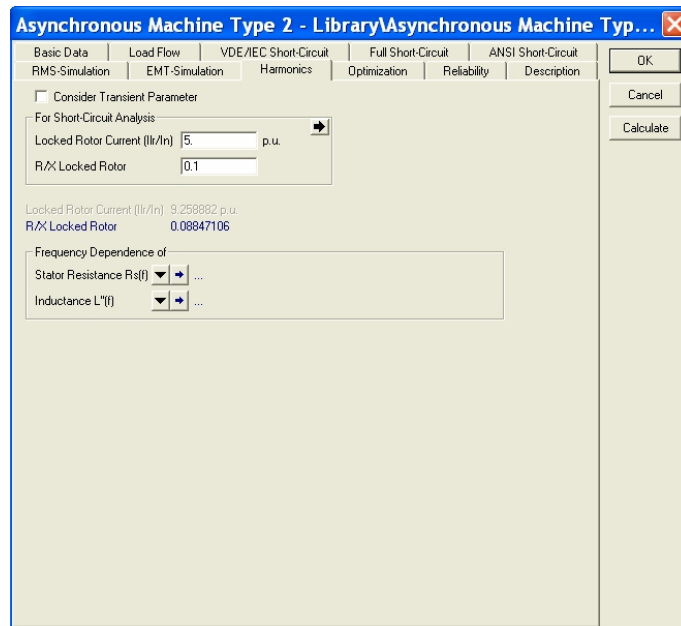 Asynchronous Machine Type 2 - Library\Asynchronous Machine Typ...
Basic Data Load Flow VDE/IEC Short-Circuit Full Short-Circuit ANSI Short-Circuit
RMS-Simulation EMT-Simulation Harmonics Optimization Reliability Description
OK
Cancel
Calculate
Consider Transient Parameter
For Short-Circuit Analysis
Locked Rotor Current (Ilr/In) 5. p.u.
R/X Locked Rotor 0.1
Locked Rotor Current (Ilr/In) 9.258882 p.u.
R/X Locked Rotor 0.08847106
Frequency Dependence of
Stator Resistance Rs(f) ...
Inductance L"(f) ...